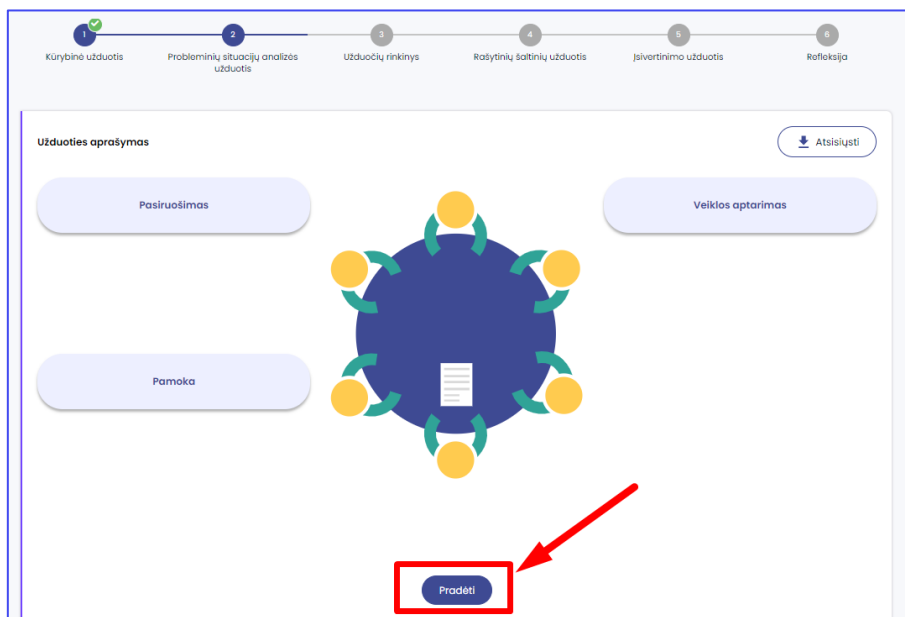 1
2
3
4
5
6
Kūrybinė užduotis
Probleminių situacijų analizės
užduotis
Užduočių rinkinys
Rašytinių šaltinių užduotis
Įsivertinimo užduotis
Refleksija
Užduoties aprašymas
Atsisiųsti
Pasiruošimas
Veiklos aptarimas
Pamoka
Pradėti